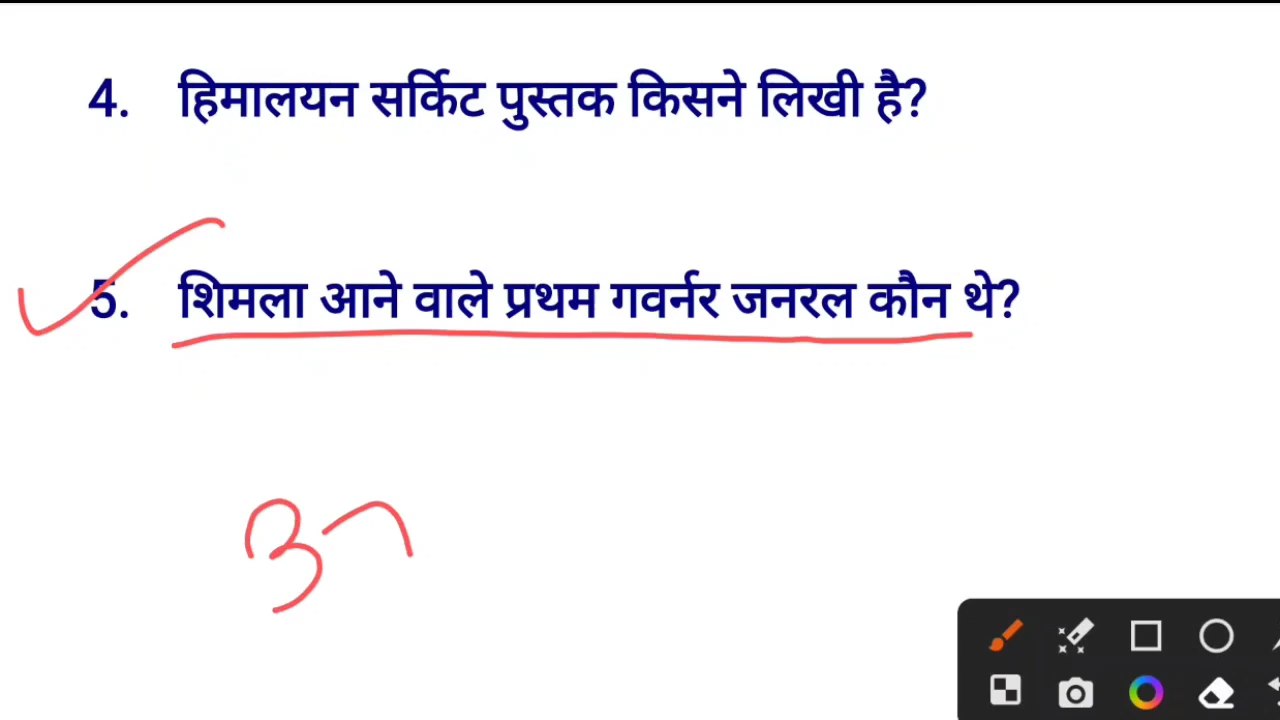 4. हिमालयन सर्किट पुस्तक किसने लिखी है?
5. शिमला आने वाले प्रथम गवर्नर जनरल कौन थे?